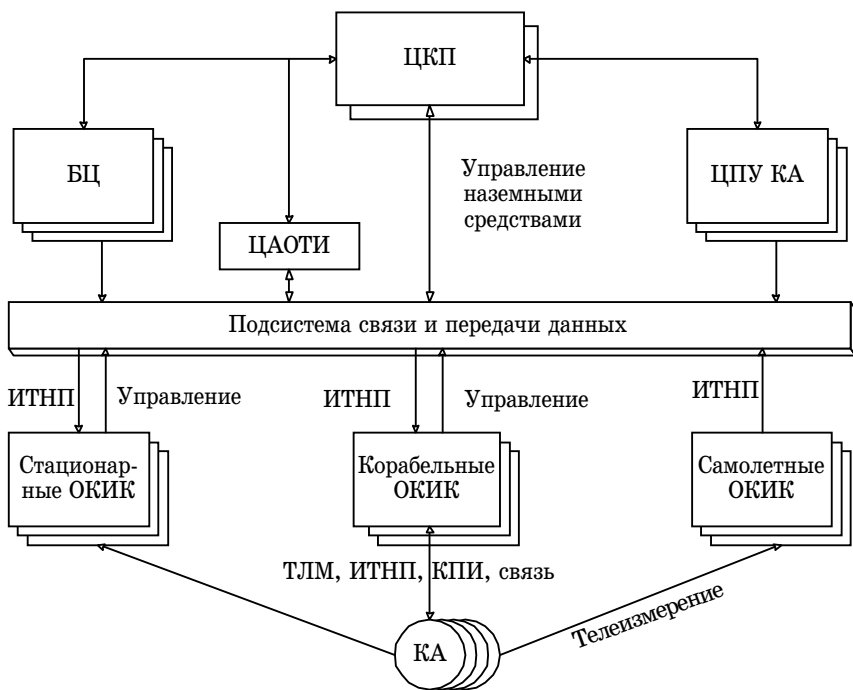 ЦКП
БЦ
ЦПУ КА
Управление
наземными
средствами
ЦАОТИ
Подсистема связи и передачи данных
ИТНП
Управление
ИТНП
Управление
ИТНП
Стационар-
ные ОКИК
Корабельные
ОКИК
Самолетные
ОКИК
ТЛМ, ИТНП, КПИ, связь
Телеизмерение
КА